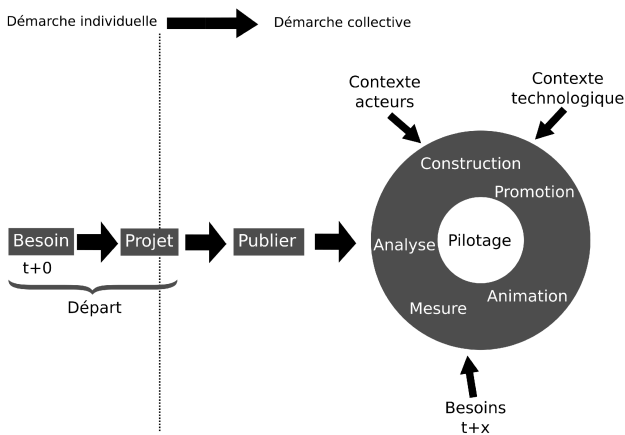 Démarche individuelle
Démarche collective
Contexte
acteurs
Contexte
technologique
Construction
Promotion
Besoin
Projet
Publier
Analyse
Pilotage
t+0
Animation
Départ
Mesure
Besoins
t+x